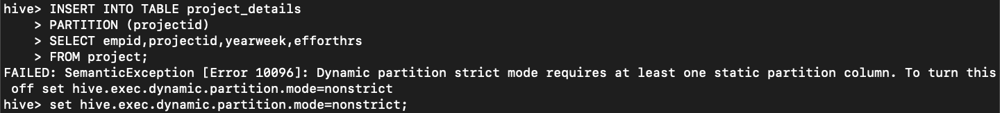 hive> INSERT INTO TABLE project_details
    > PARTITION (projectid)
    > SELECT empid,projectid,yearweek,efforthrs
    > FROM project;
FAILED: SemanticException [Error 10096]: Dynamic partition strict mode requires at least one static partition column. To turn this
 off set hive.exec.dynamic.partition.mode=nonstrict
hive> set hive.exec.dynamic.partition.mode=nonstrict;